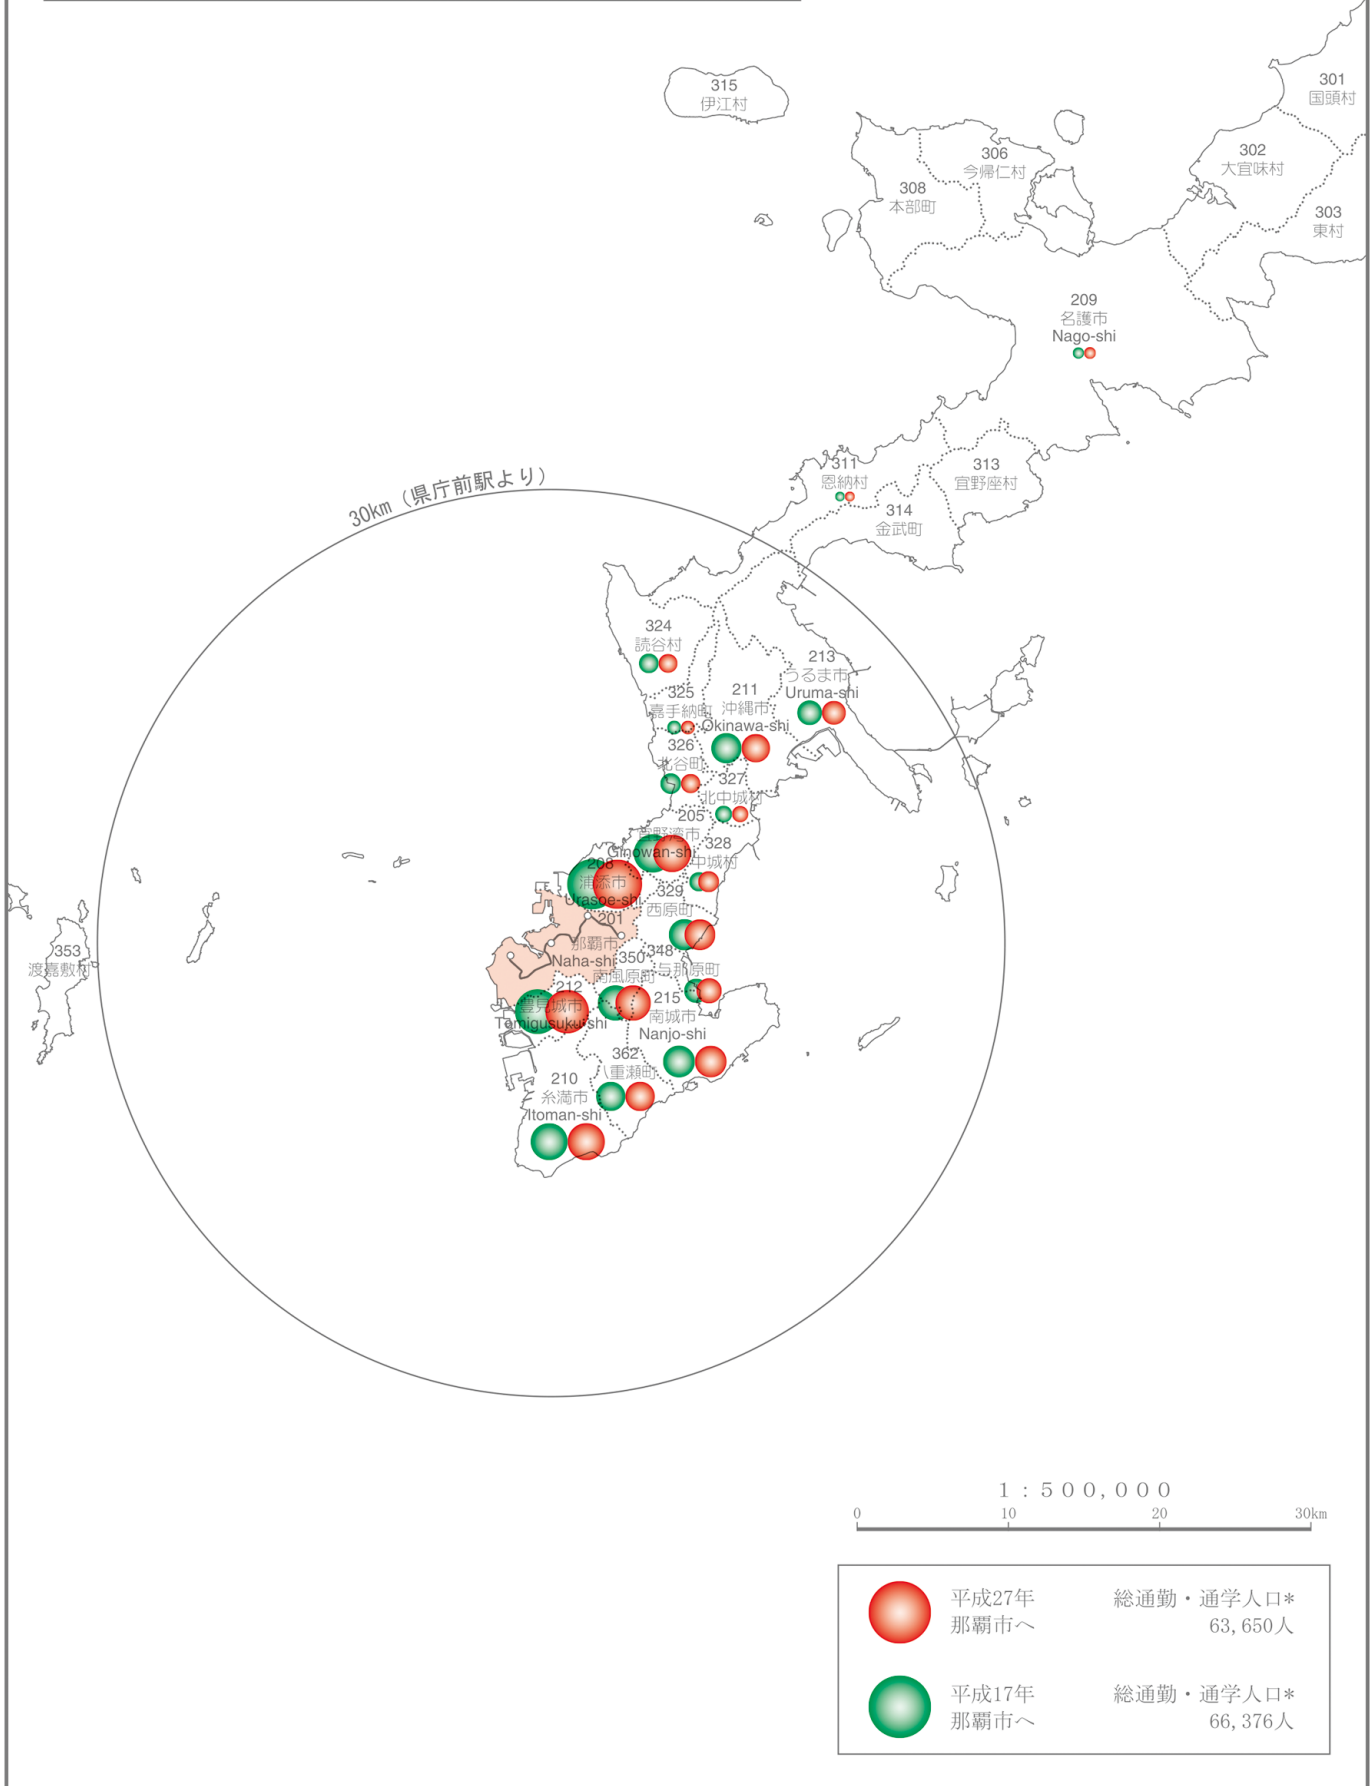 315
伊江村
301
国頭村
302
大宜味村
306
今帰仁村
308
本部町
303
東村
209
名護市
Nago-shi
311
恩納村
313
宜野座村
314
金武町
30km（県庁前駅より）
324
読谷村
213
うるま市
Uruma-shi
325
嘉手納町
211
沖縄市
Okinawa-shi
326
北谷町
327
北中城村
205
宜野湾市
Ginowan-shi
328
中城村
208
浦添市
Urasoe-shi
329
西原町
201
那覇市
Naha-shi
353
渡嘉敷村
350
南風原町
348
与那原町
212
豊見城市
Tomigusuku-shi
215
南城市
Nanjo-shi
362
八重瀬町
210
糸満市
Itoman-shi
1：５００，０００
0 10 20 30km
平成27年 総通勤・通学人口*
那覇市へ 63,650人
平成17年 総通勤・通学人口*
那覇市へ 66,376人